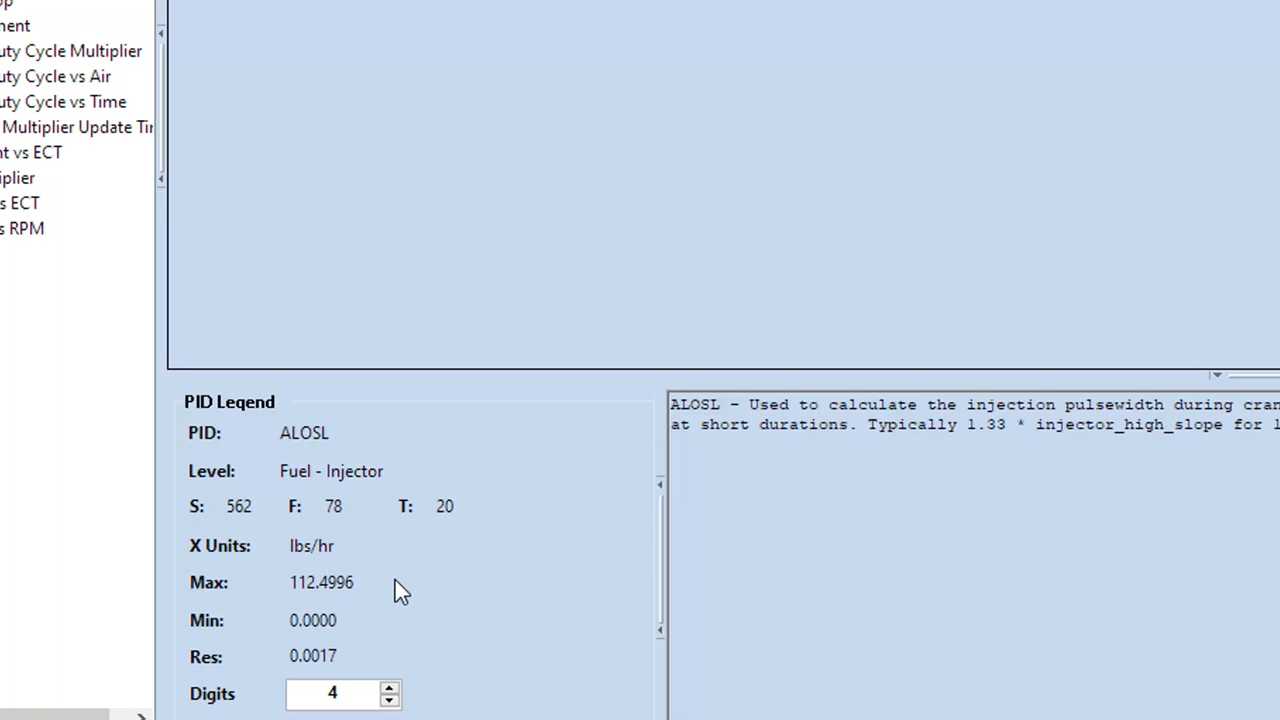 ment
uty Cycle Multiplier
uty Cycle vs Air
uty Cycle vs Time
Multiplier Update Tir
nt vs ECT
iplier
s ECT
s RPM
PID Legend
PID: ALOSL
Level: Fuel - Injector
S: 562 F: 78 T: 20
X Units: lbs/hr
Max: 112.4996
Min: 0.0000
Res: 0.0017
Digits 4
ALOSL - Used to calculate the injection pulsewidth during cran
at short durations. Typically 1.33 * injector_high_slope for l